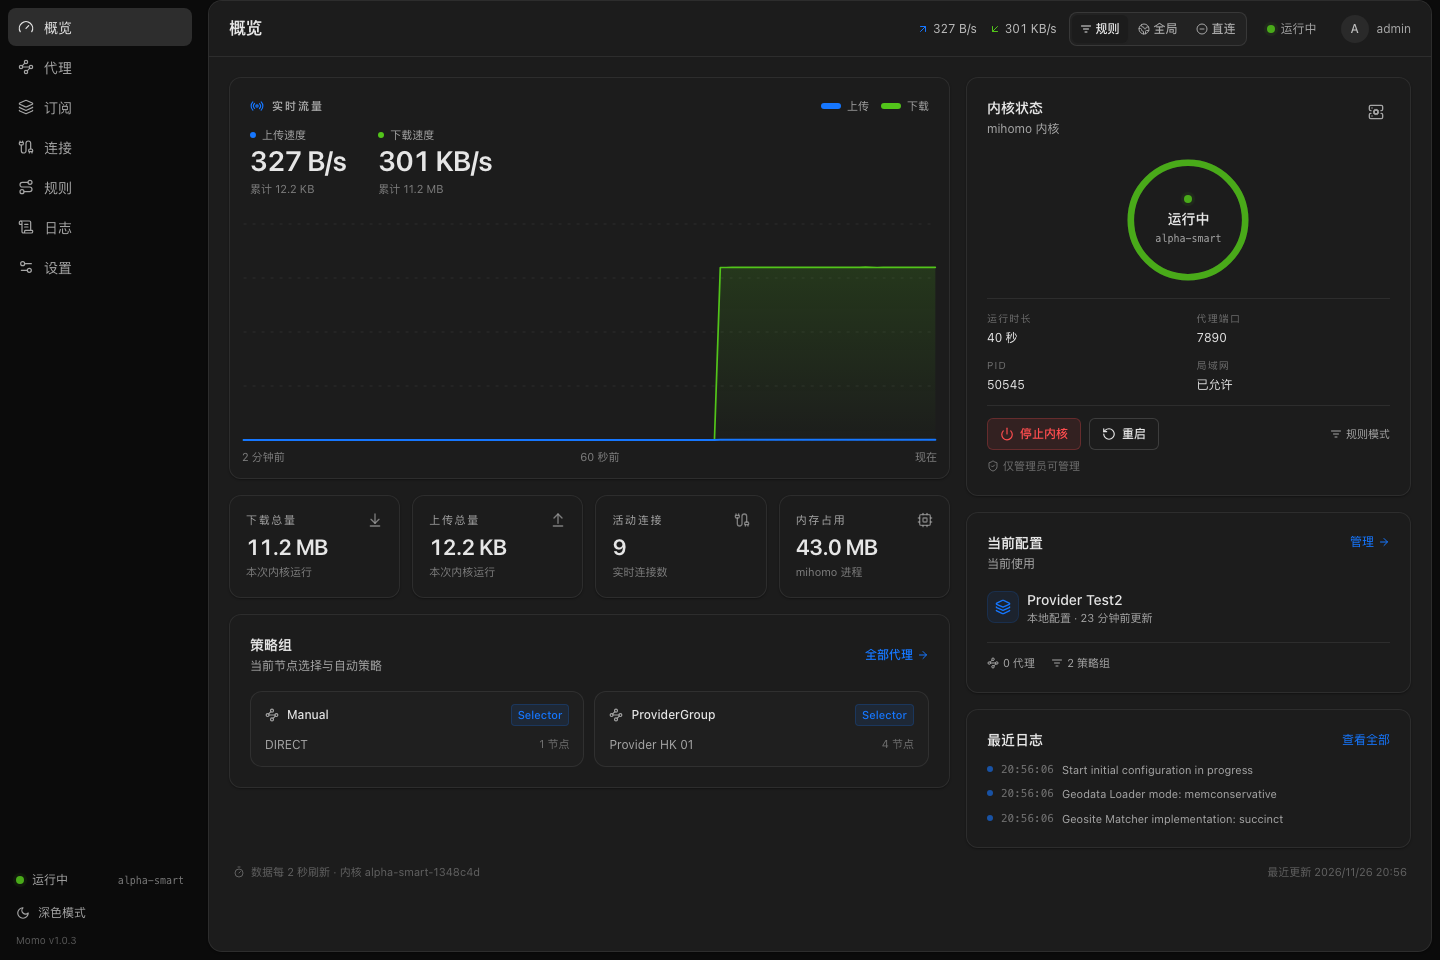 概览
代理
订阅
连接
规则
日志
设置
运行中
alpha-smart
深色模式
Momo v1.0.3
概览
327 B/s
301 KB/s
规则
全局
直连
运行中
A
admin
实时流量
上传
下载
上传速度
327 B/s
累计 12.2 KB
下载速度
301 KB/s
累计 11.2 MB
2 分钟前
60 秒前
现在
下载总量
11.2 MB
本次内核运行
上传总量
12.2 KB
本次内核运行
活动连接
9
实时连接数
内存占用
43.0 MB
mihomo 进程
策略组
当前节点选择与自动策略
全部代理
Manual
Selector
DIRECT
1 节点
ProviderGroup
Selector
Provider HK 01
4 节点
内核状态
mihomo 内核
运行中
alpha-smart
运行时长
40 秒
代理端口
7890
PID
50545
局域网
已允许
停止内核
重启
规则模式
仅管理员可管理
当前配置
当前使用
管理
Provider Test2
本地配置 · 23 分钟前更新
0 代理
2 策略组
最近日志
查看全部
20:56:06 Start initial configuration in progress
20:56:06 Geodata Loader mode: memconservative
20:56:06 Geosite Matcher implementation: succinct
数据每 2 秒刷新 · 内核 alpha-smart-1348c4d
最近更新 2026/11/26 20:56